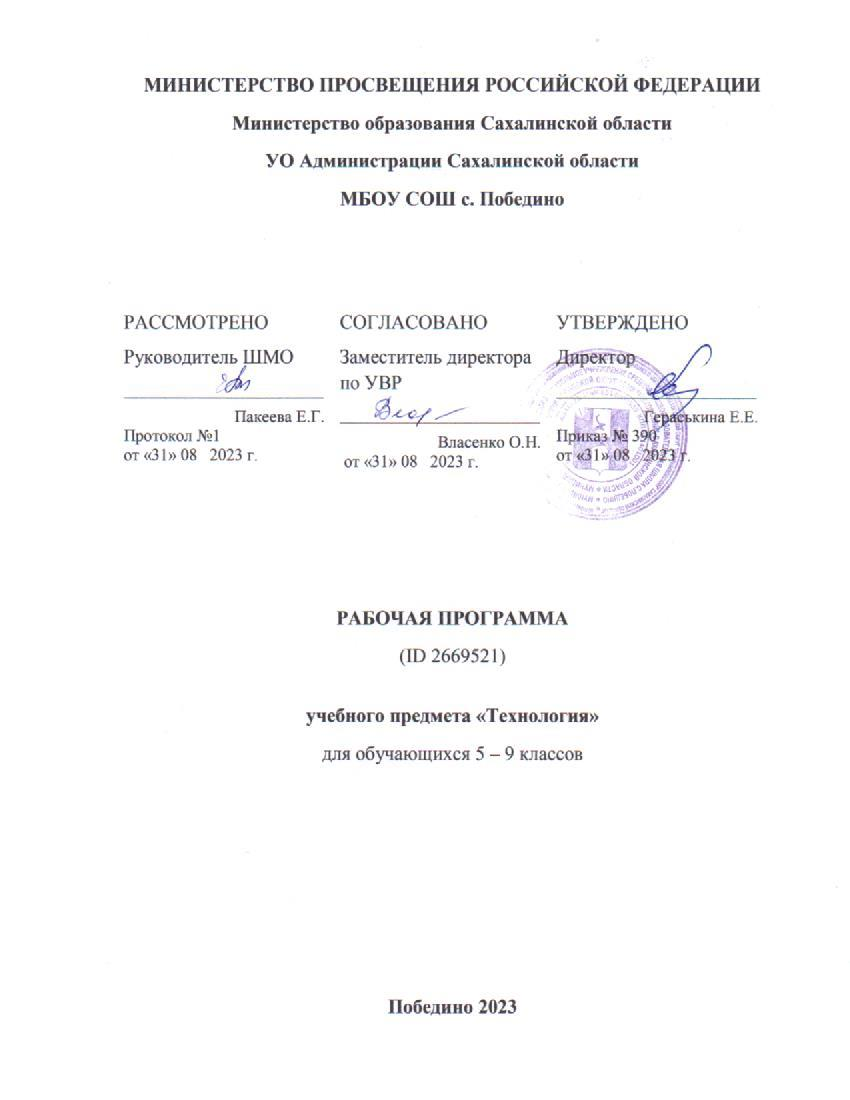 МИНИСТЕРСТВО ПРОСВЕЩЕНИЯ РОССИЙСКОЙ ФЕДЕРАЦИИ
Министерство образования Сахалинской области
УО Администрации Сахалинской области
МБОУ СОШ с. Победино
РАССМОТРЕНО
Руководитель ШМО
Пакеева Е.Г.
Протокол №1
от «31» 08 2023 г.
СОГЛАСОВАНО
Заместитель директора
по УВР
Власенко О.Н.
от «31» 08 2023 г.
УТВЕРЖДЕНО
Директор
Гераськина Е.Е.
Приказ № 390
от «31» 08 2023 г.
РАБОЧАЯ ПРОГРАММА
(ID 2669521)
учебного предмета «Технология»
для обучающихся 5 – 9 классов
Победино 2023